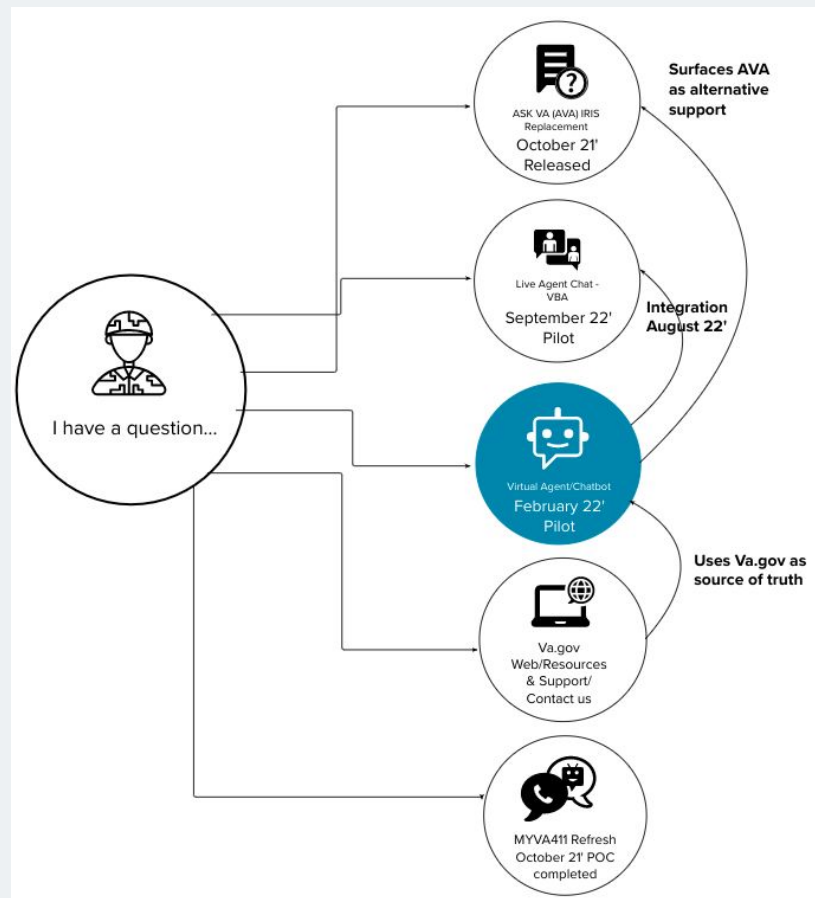 I have a question...
ASK VA (AVA) IRIS
Replacement
October 21'
Released
Surfaces AVA
as alternative
support
Live Agent Chat -
VBA
September 22'
Pilot
Integration
August 22'
Virtual Agent/Chatbot
February 22'
Pilot
Uses Va.gov as
source of truth
Va.gov
Web/Resources
& Support/
Contact us
MYVA411 Refresh
October 21' POC
completed